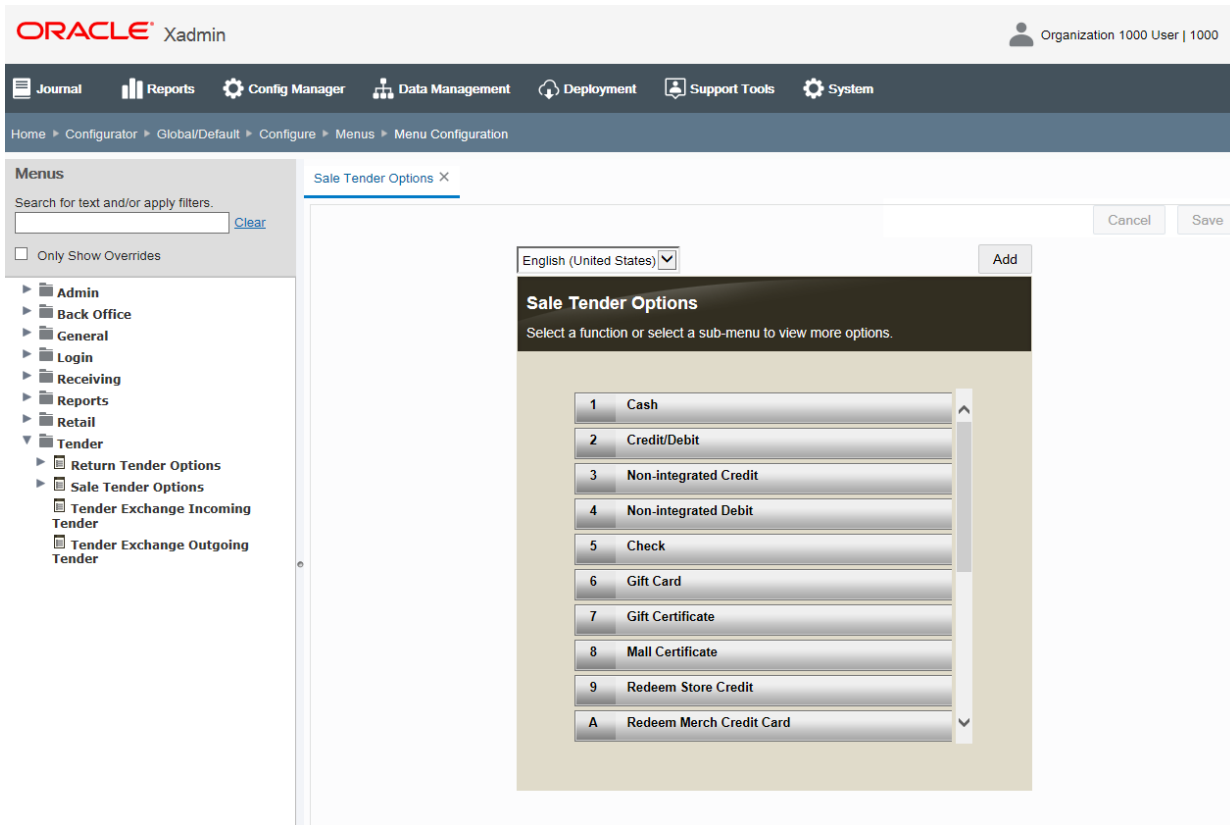 ORACLE® Xadmin
Organization 1000 User | 1000
Journal Reports Config Manager Data Management Deployment Support Tools System
Home Configurator Global/Default Configure Menus Menu Configuration
Menus
Search for text and/or apply filters.
Clear
Only Show Overrides
Admin
Back Office
General
Login
Receiving
Reports
Retail
Tender
Return Tender Options
Sale Tender Options
Tender Exchange Incoming
Tender
Tender Exchange Outgoing
Tender
Sale Tender Options
Cancel Save
English (United States) Add
Sale Tender Options
Select a function or select a sub-menu to view more options.
1 Cash
2 Credit/Debit
3 Non-integrated Credit
4 Non-integrated Debit
5 Check
6 Gift Card
7 Gift Certificate
8 Mall Certificate
9 Redeem Store Credit
A Redeem Merch Credit Card